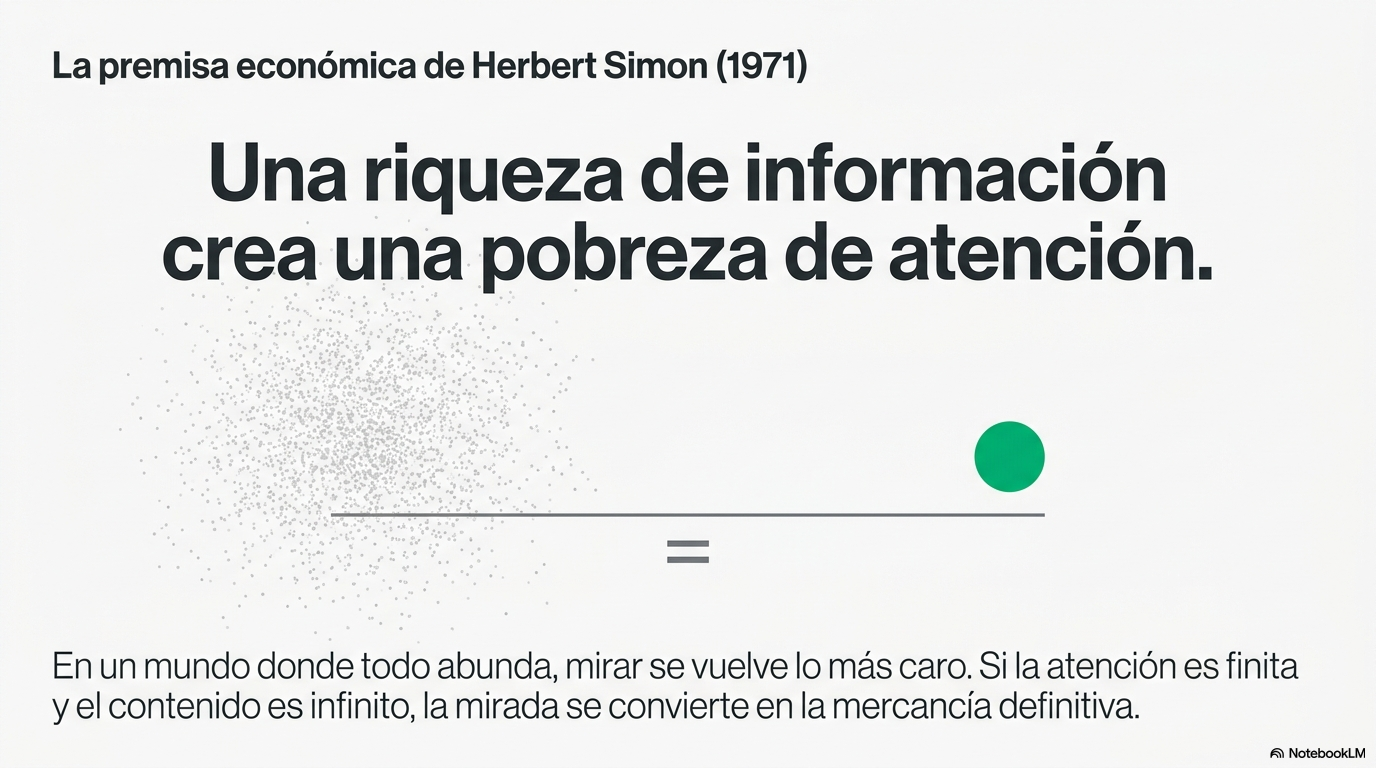 La premisa económica de Herbert Simon (1971)
Una riqueza de información
crea una pobreza de atención.
=
En un mundo donde todo abunda, mirar se vuelve lo más caro. Si la atención es finita
y el contenido es infinito, la mirada se convierte en la mercancía definitiva.
NotebookLM